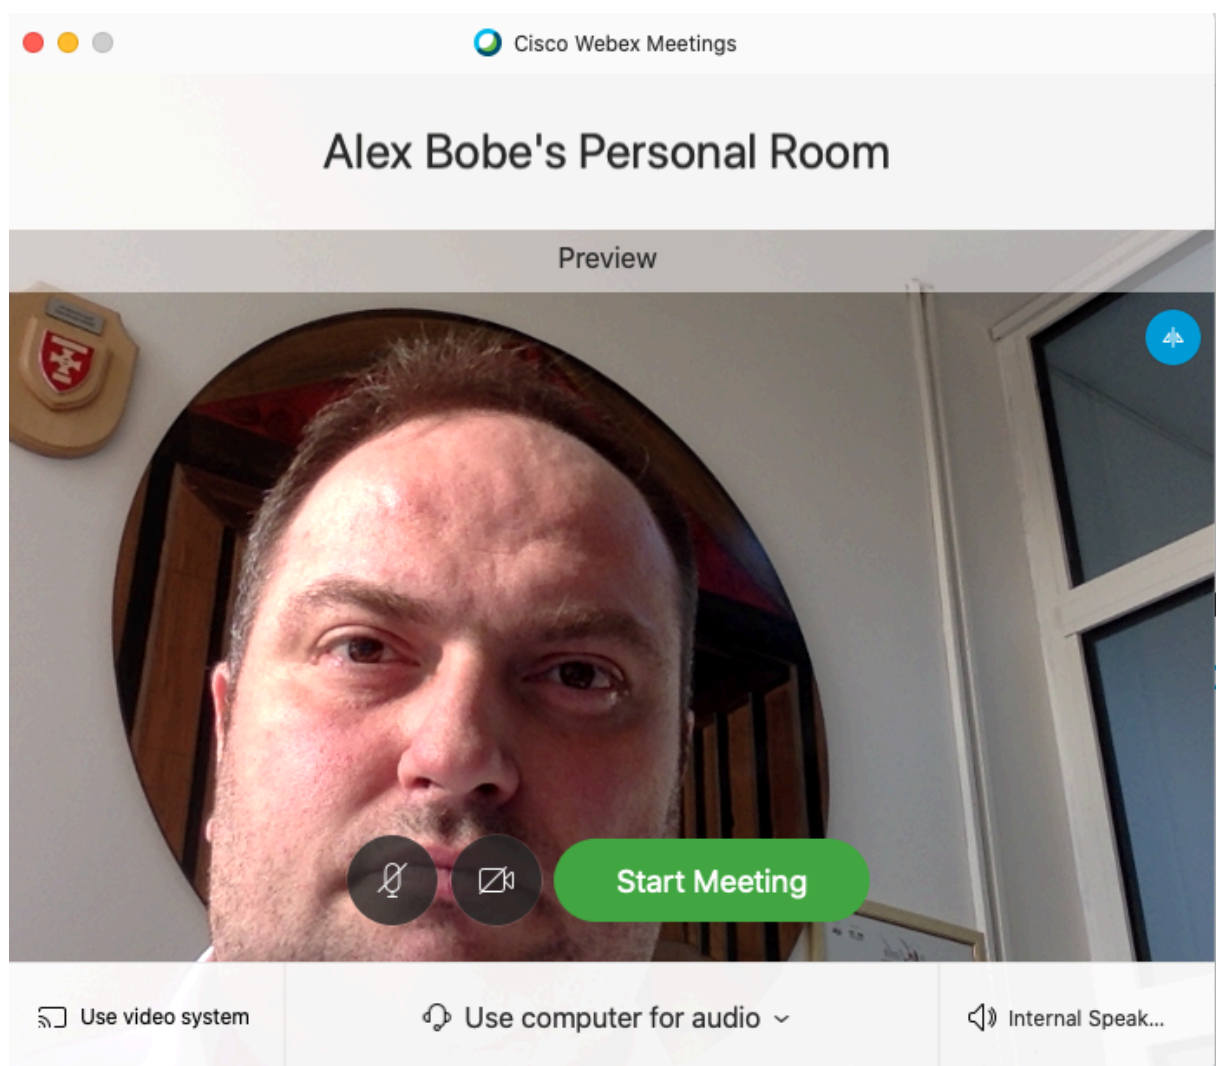 Cisco Webex Meetings
Alex Bobe's Personal Room
Preview
Start Meeting
Use video system
Use computer for audio
Internal Speak...